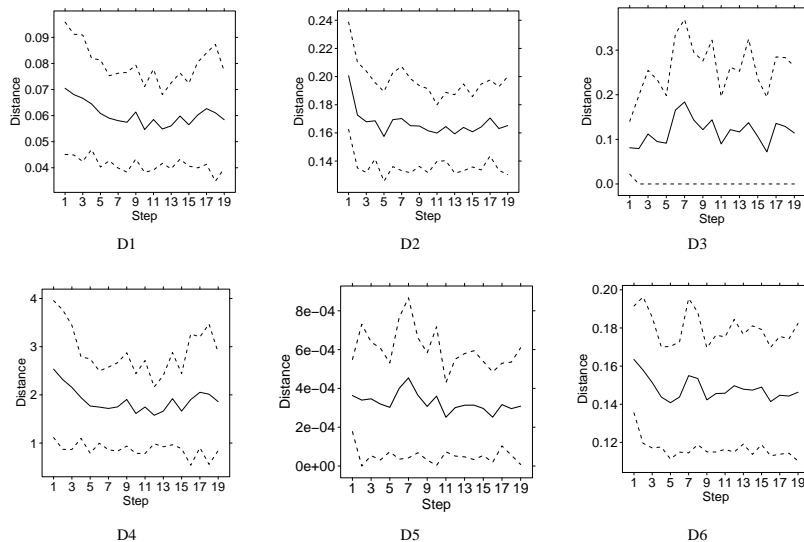 0.09
0.08
0.07
0.06
0.05
0.04
Distance
1 3 5 7 9 11 13 15 17 19
Step
D1
0.24
0.22
0.20
0.18
0.16
0.14
Distance
1 3 5 7 9 11 13 15 17 19
Step
D2
0.3
0.2
0.1
0.0
Distance
1 3 5 7 9 11 13 15 17 19
Step
D3
4
3
2
1
Distance
1 3 5 7 9 11 13 15 17 19
Step
D4
8e−04
6e−04
4e−04
2e−04
0e+00
Distance
1 3 5 7 9 11 13 15 17 19
Step
D5
0.20
0.18
0.16
0.14
0.12
Distance
1 3 5 7 9 11 13 15 17 19
Step
D6